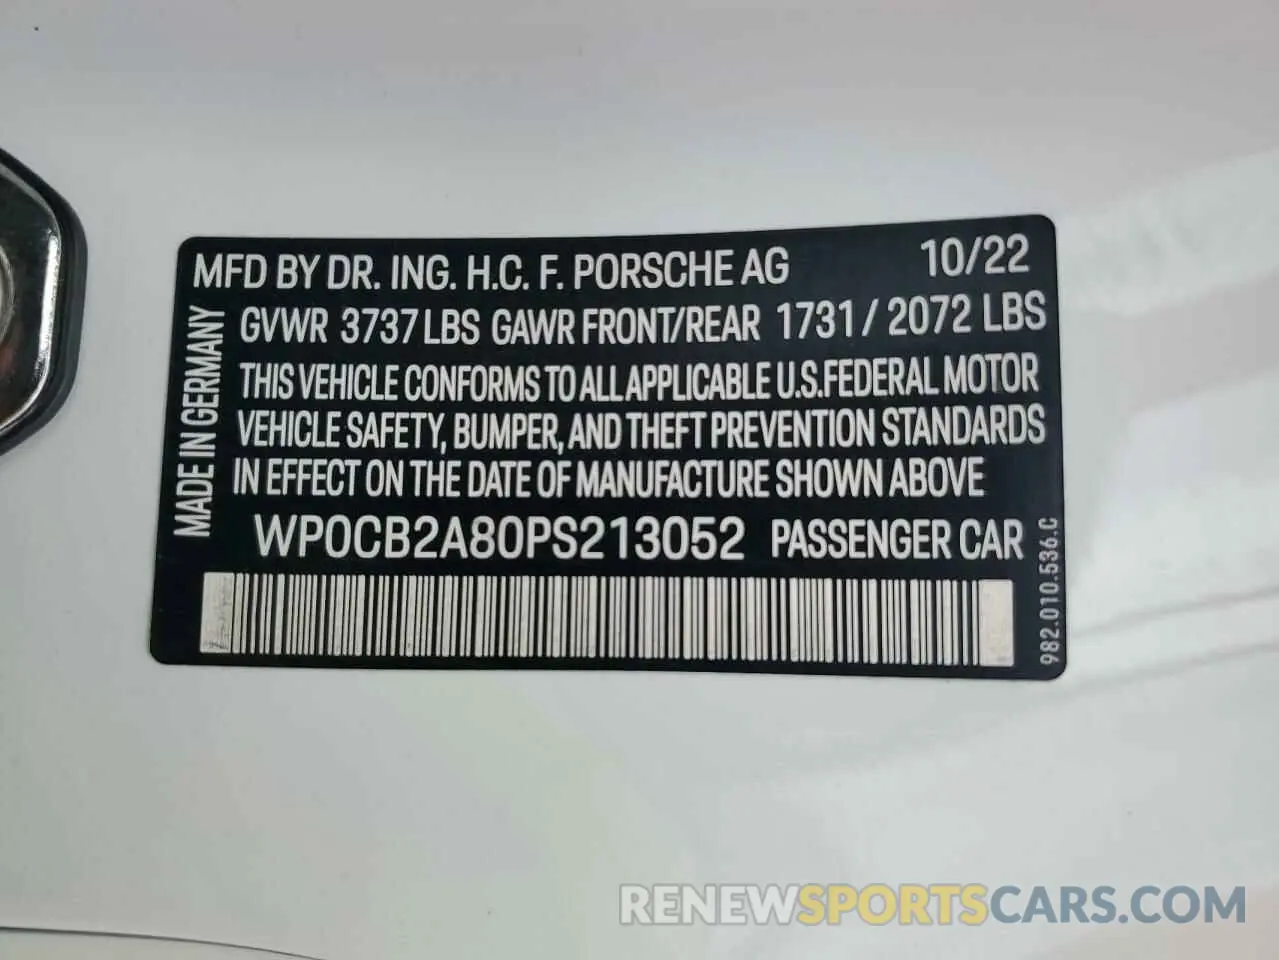 MFD BY DR. ING. H.C. F. PORSCHE AG 10/22
GVWR 3737 LBS GAWR FRONT/REAR 1731 / 2072 LBS
THIS VEHICLE CONFORMS TO ALL APPLICABLE U.S.FEDERAL MOTOR
VEHICLE SAFETY, BUMPER, AND THEFT PREVENTION STANDARDS
IN EFFECT ON THE DATE OF MANUFACTURE SHOWN ABOVE
WP0CB2A80PS213052 PASSENGER CAR
MADE IN GERMANY
982.010.536.C
RENEWSPORTSCARS.COM